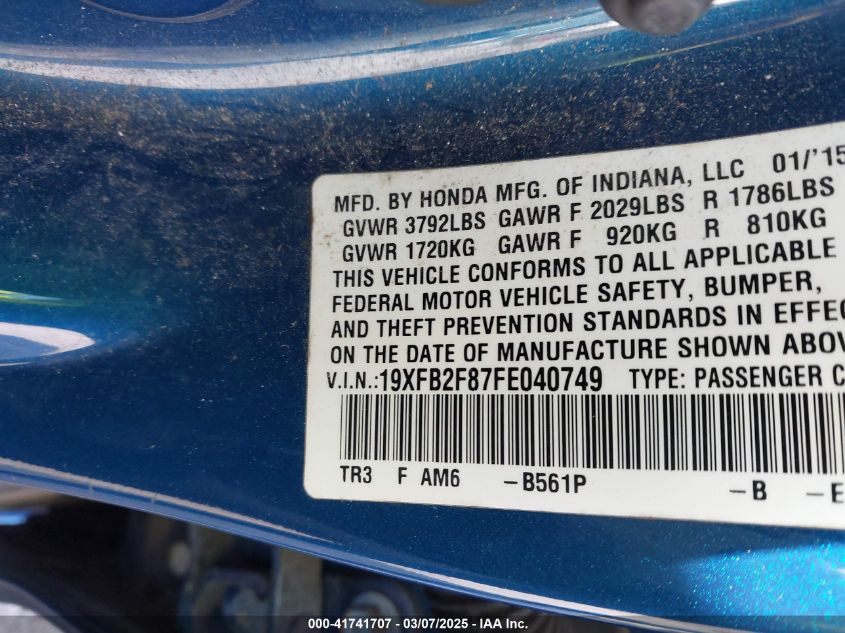 MFD. BY HONDA MFG. OF INDIANA, LLC 01/'15
GVWR 3792LBS GAWR F 2029LBS R 1786LBS
GVWR 1720KG GAWR F 920KG R 810KG
THIS VEHICLE CONFORMS TO ALL APPLICABLE
FEDERAL MOTOR VEHICLE SAFETY, BUMPER,
AND THEFT PREVENTION STANDARDS IN EFFEC
ON THE DATE OF MANUFACTURE SHOWN ABOV
V.I.N.:19XFB2F87FE040749 TYPE: PASSENGER C
TR3 F AM6 -B561P -B -E
000-41741707 - 03/07/2025 - IAA Inc.